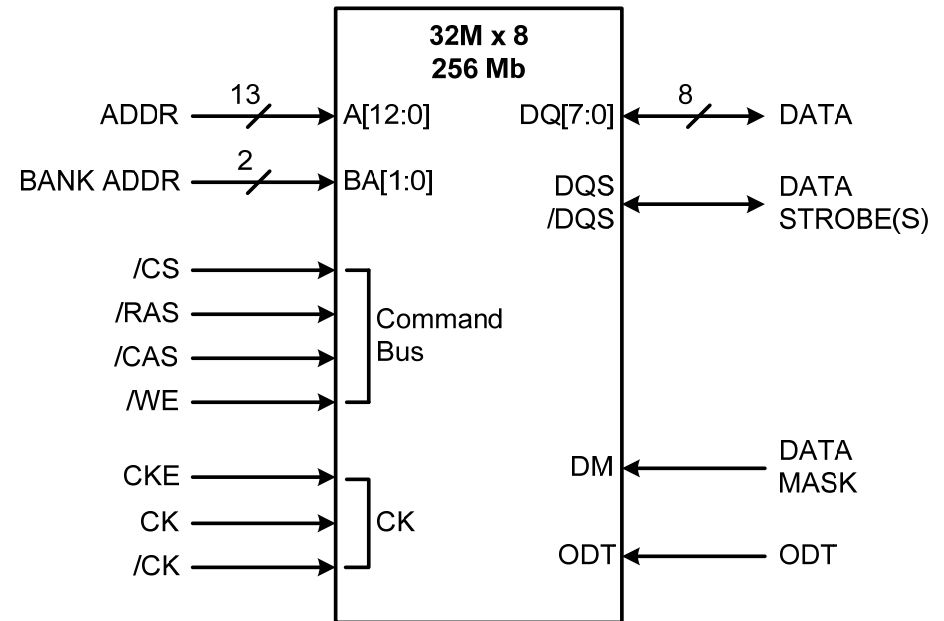 32M x 8
256 Mb
ADDR
13
A[12:0]
DQ[7:0]
8
DATA
BANK ADDR
2
BA[1:0]
DQS
/DQS
DATA
STROBE(S)
/CS
/RAS
/CAS
/WE
Command
Bus
CKE
CK
/CK
CK
DM
DATA
MASK
ODT
ODT